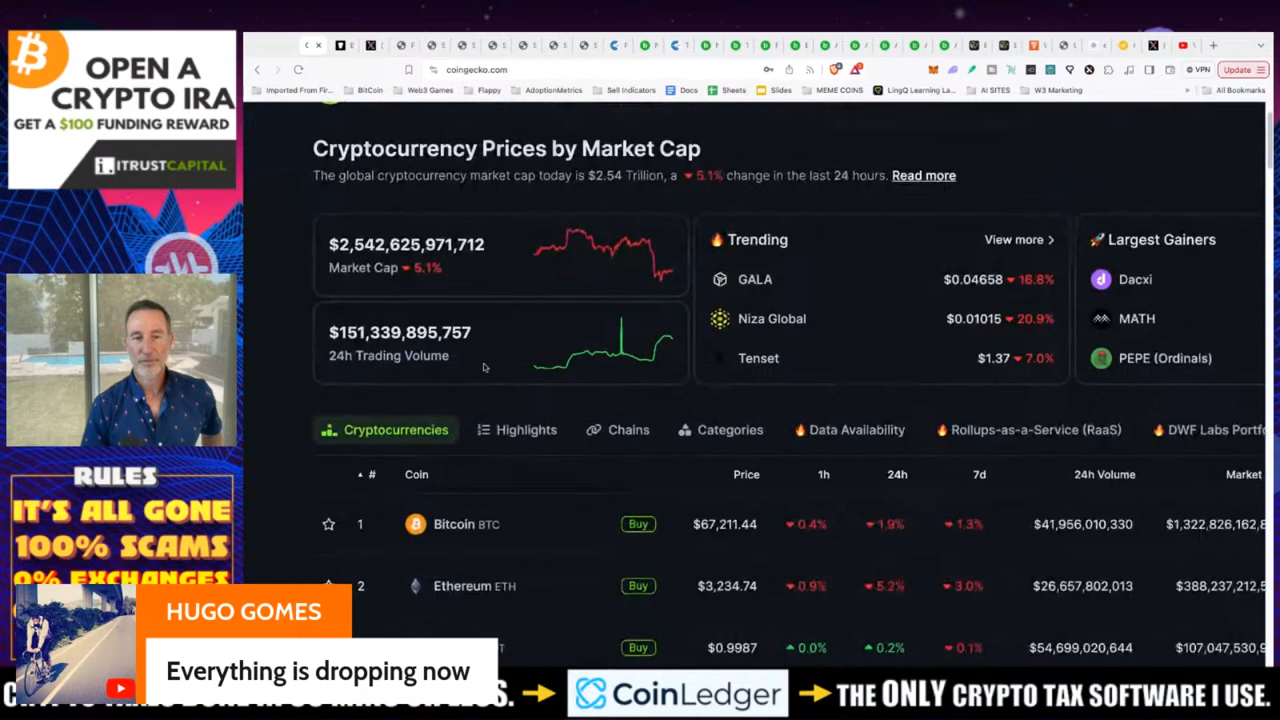 OPEN A
CRYPTO IRA
GET A $100 FUNDING REWARD
ITRUSTCAPITAL
RULES
IT'S ALL GONE
100% SCAMS
0% EXCHANGES
coingecko.com
VPN
Update
Imported From Fir...
BitCoin
Web3 Games
Flappy
AdoptionMetrics
Sell Indicators
Docs
Sheets
Slides
MEME COINS
LingQ Learning La...
AI SITES
W3 Marketing
» All Bookmarks
Cryptocurrency Prices by Market Cap
The global cryptocurrency market cap today is $2.54 Trillion, a 5.1% change in the last 24 hours. Read more
$2,542,625,971,712
Market Cap 5.1%
$151,339,895,757
24h Trading Volume
Trending View more >
GALA $0.04658 16.8%
Niza Global $0.01015 20.9%
Tenset $1.37 7.0%
Largest Gainers
Dacxi
MATH
PEPE (Ordinals)
Cryptocurrencies Highlights Chains Categories Data Availability Rollups-as-a-Service (RaaS) DWF Labs Portfo
# Coin Price 1h 24h 7d 24h Volume Market
1 Bitcoin BTC Buy $67,211.44 0.4% 1.9% 1.3% $41,956,010,330 $1,322,826,162,8
2 Ethereum ETH Buy $3,234.74 0.9% 5.2% 3.0% $26,657,802,013 $388,237,212,5
T Buy $0.9987 0.0% 0.2% 0.1% $54,699,020,644 $107,047,530,9
HUGO GOMES
Everything is dropping now
CoinLedger THE ONLY CRYPTO TAX SOFTWARE I USE.